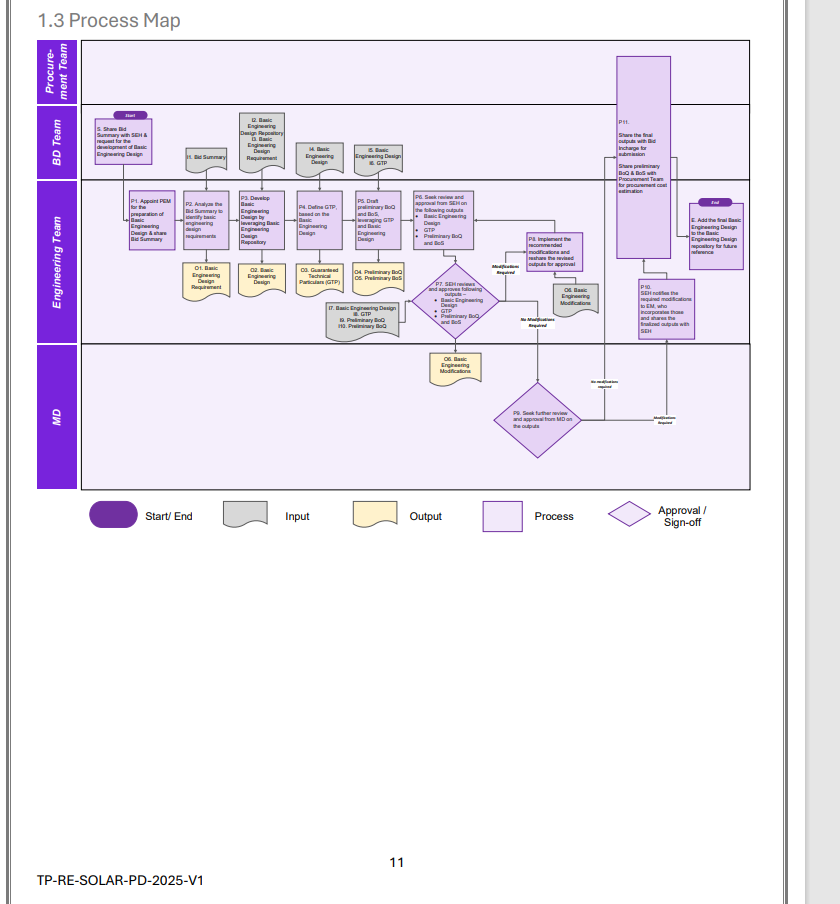 1.3 Process Map
Procure-
ment Team
BD Team
Engineering Team
MD
Start
S. Share Bid
Summary with SEH &
request for the
development of Basic
Engineering Design
I1. Bid Summary
I2. Basic
Engineering
Design Repository
I3. Basic
Engineering
Design
Requirement
I4. Basic
Engineering
Design
I5. Basic
Engineering Design
I6. GTP
P1. Appoint PEM
for the
preparation of
Basic
Engineering
Design & share
Bid Summary
P2. Analyze the
Bid Summary to
identify basic
engineering
design
requirements
P3. Develop
Basic
Engineering
Design by
leveraging Basic
Engineering
Design
Repository
P4. Define GTP,
based on the
Basic
Engineering
Design
P5. Draft
preliminary BoQ
and BoS,
leveraging GTP
and Basic
Engineering
Design
P6. Seek review and
approval from SEH on
the following outputs
• Basic Engineering
Design
• GTP
• Preliminary BoQ
and BoS
O1. Basic
Engineering
Design
Requirement
O2. Basic
Engineering
Design
O3. Guaranteed
Technical
Particulars (GTP)
O4. Preliminary BoQ
O5. Preliminary BoS
I7. Basic Engineering Design
I8. GTP
I9. Preliminary BoQ
I10. Preliminary BoQ
P7. SEH reviews
and approves following
outputs –
• Basic Engineering
Design
• GTP
• Preliminary BoQ
and BoS
Modifications
Required
No Modifications
Required
P8. Implement the
recommended
modifications and
reshare the revised
outputs for approval
O6. Basic
Engineering
Modifications
O6. Basic
Engineering
Modifications
P9. Seek further review
and approval from MD on
the outputs
No modifications
required
Modifications
Required
P10.
SEH notifies the
required modifications
to EM, who
incorporates those
and shares the
finalized outputs with
SEH
P11.
Share the final
outputs with Bid
Incharge for
submission
Share preliminary
BoQ & BoS with
Procurement Team
for procurement cost
estimation
End
E. Add the final Basic
Engineering Design
to the Basic
Engineering Design
repository for future
reference
Start/ End
Input
Output
Process
Approval /
Sign-off
11
TP-RE-SOLAR-PD-2025-V1